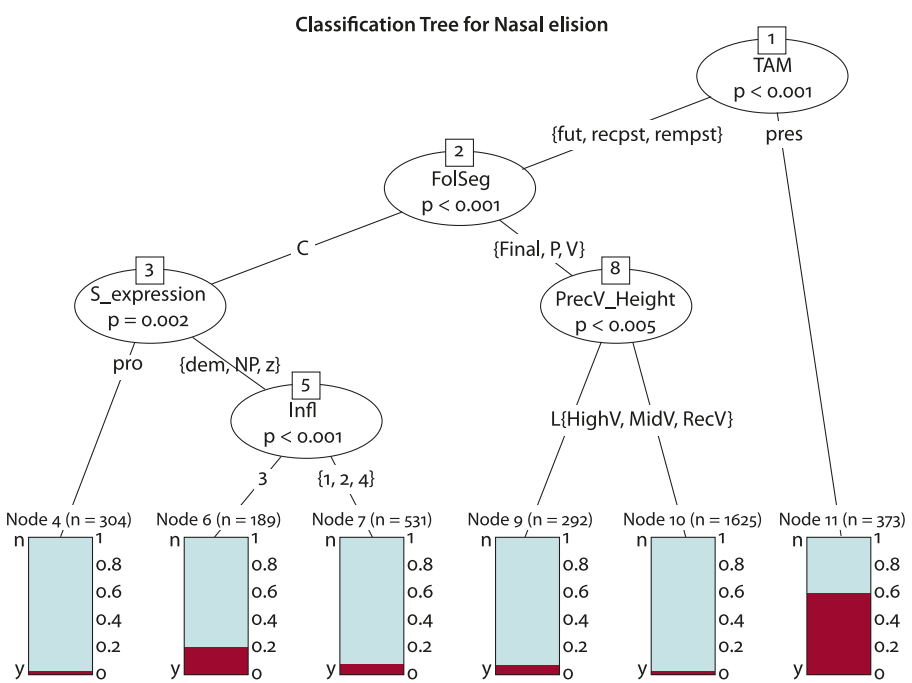 Classification Tree for Nasal elision
1
TAM
p < 0.001
{fut, recpst, rempst}
pres
2
FolSeg
p < 0.001
C
{Final, P, V}
3
S_expression
p = 0.002
8
PrecV_Height
p < 0.005
pro
{dem, NP, z}
5
Infl
p < 0.001
L{HighV, MidV, RecV}
3
{1, 2, 4}
Node 4 (n = 304)
n
y
1
0.8
0.6
0.4
0.2
0
Node 6 (n = 189)
n
y
1
0.8
0.6
0.4
0.2
0
Node 7 (n = 531)
n
y
1
0.8
0.6
0.4
0.2
0
Node 9 (n = 292)
n
y
1
0.8
0.6
0.4
0.2
0
Node 10 (n = 1625)
n
y
1
0.8
0.6
0.4
0.2
0
Node 11 (n = 373)
n
y
1
0.8
0.6
0.4
0.2
0